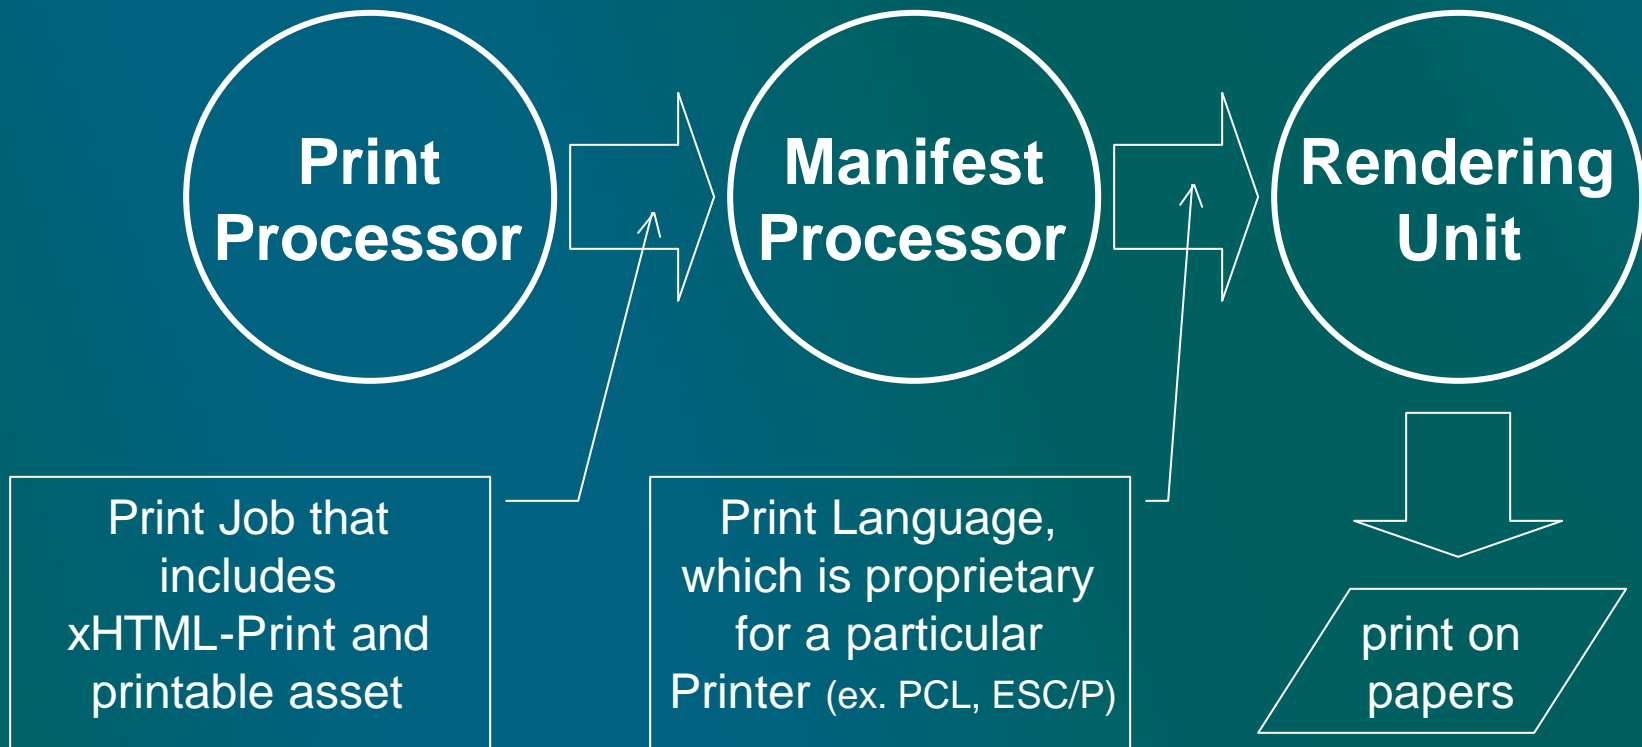 Print
Processor
Manifest
Processor
Rendering
Unit
Print Job that
includes
xHTML-Print and
printable asset
Print Language,
which is proprietary
for a particular
Printer (ex. PCL, ESC/P)
print on
papers